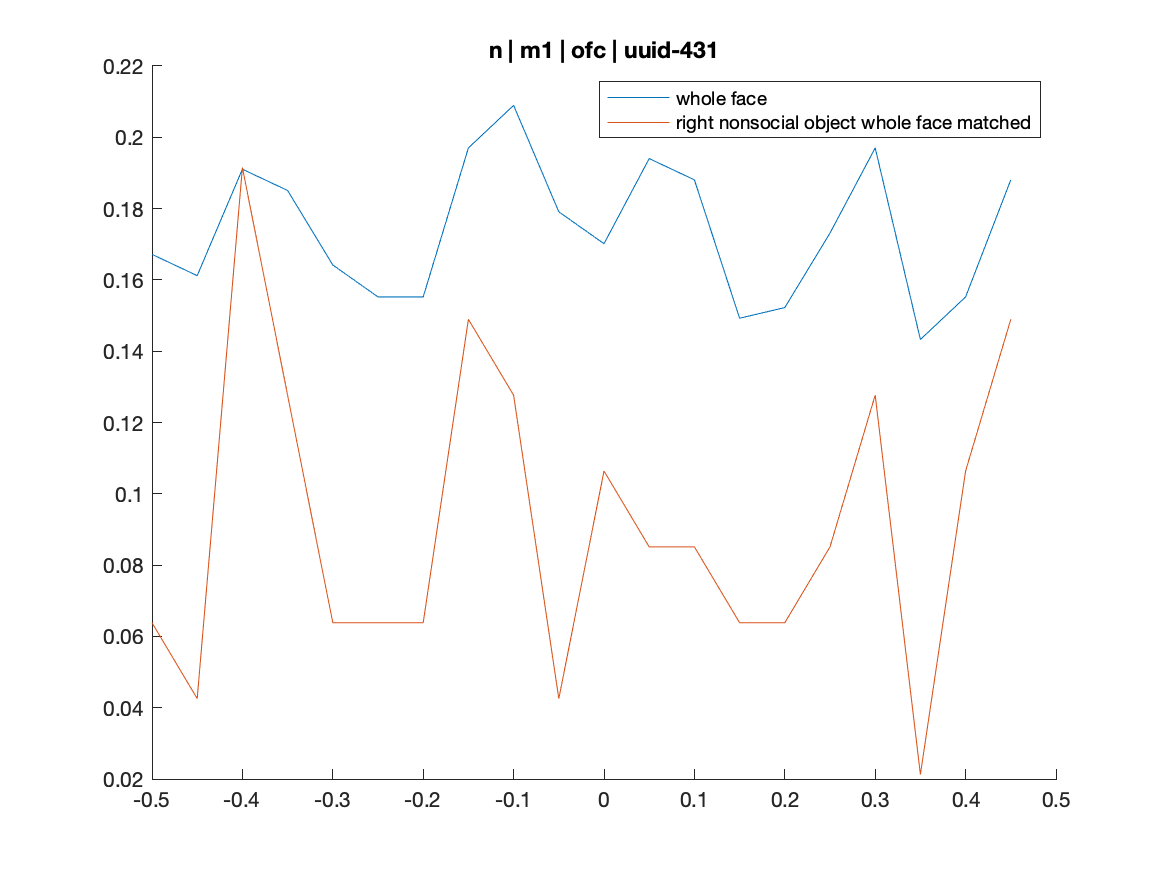 n | m1 | ofc | uuid-431
whole face
right nonsocial object whole face matched
0.22
0.2
0.18
0.16
0.14
0.12
0.1
0.08
0.06
0.04
0.02
-0.5 -0.4 -0.3 -0.2 -0.1 0 0.1 0.2 0.3 0.4 0.5